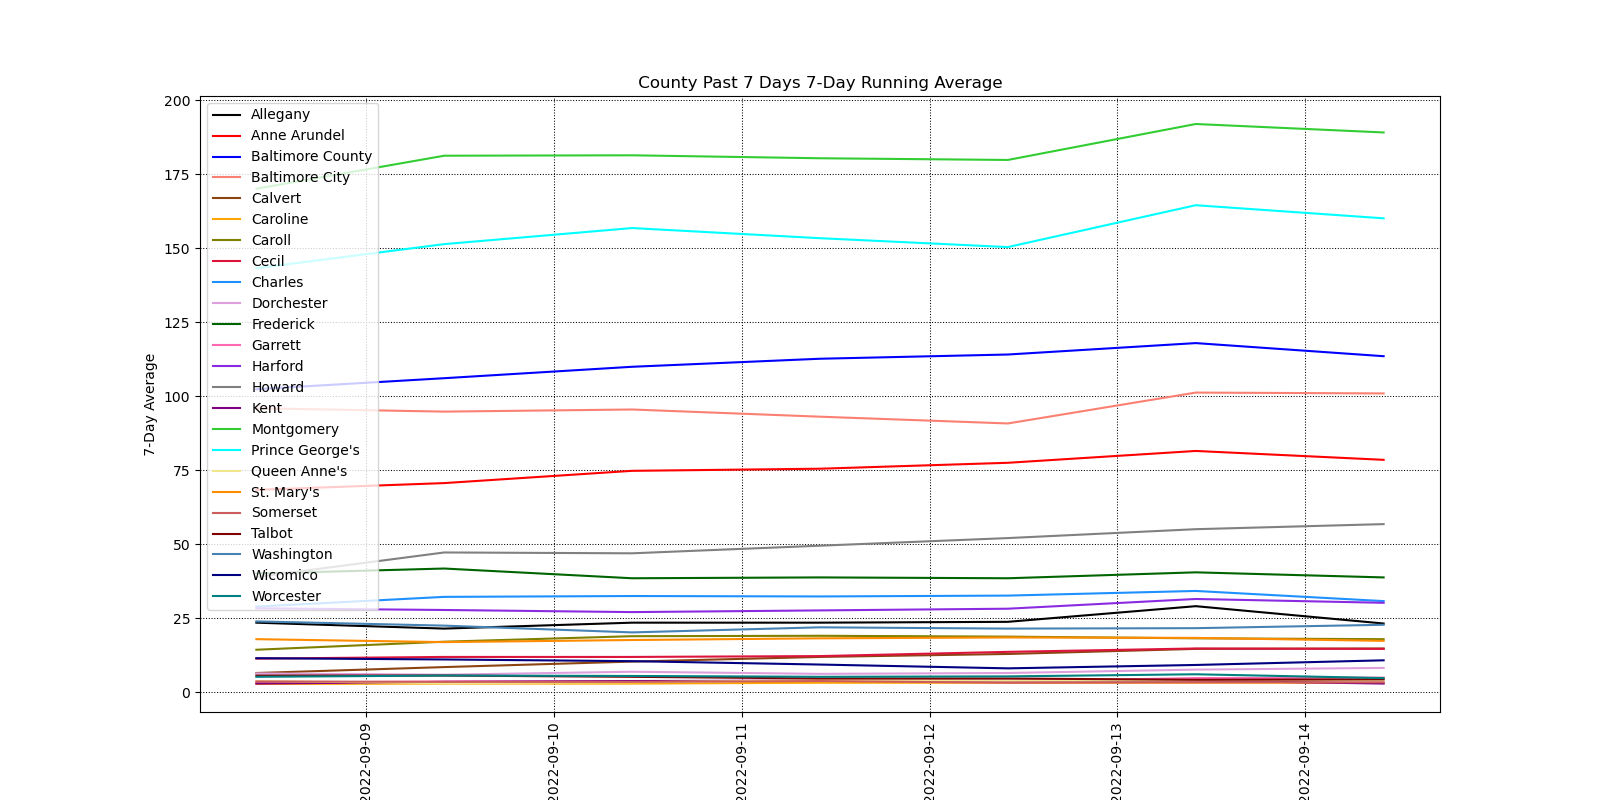 County Past 7 Days 7-Day Running Average
200
175
150
125
100
75
50
25
0
7-Day Average
Allegany
Anne Arundel
Baltimore County
Baltimore City
Calvert
Caroline
Caroll
Cecil
Charles
Dorchester
Frederick
Garrett
Harford
Howard
Kent
Montgomery
Prince George's
Queen Anne's
St. Mary's
Somerset
Talbot
Washington
Wicomico
Worcester
2022-09-09
2022-09-10
2022-09-11
2022-09-12
2022-09-13
2022-09-14